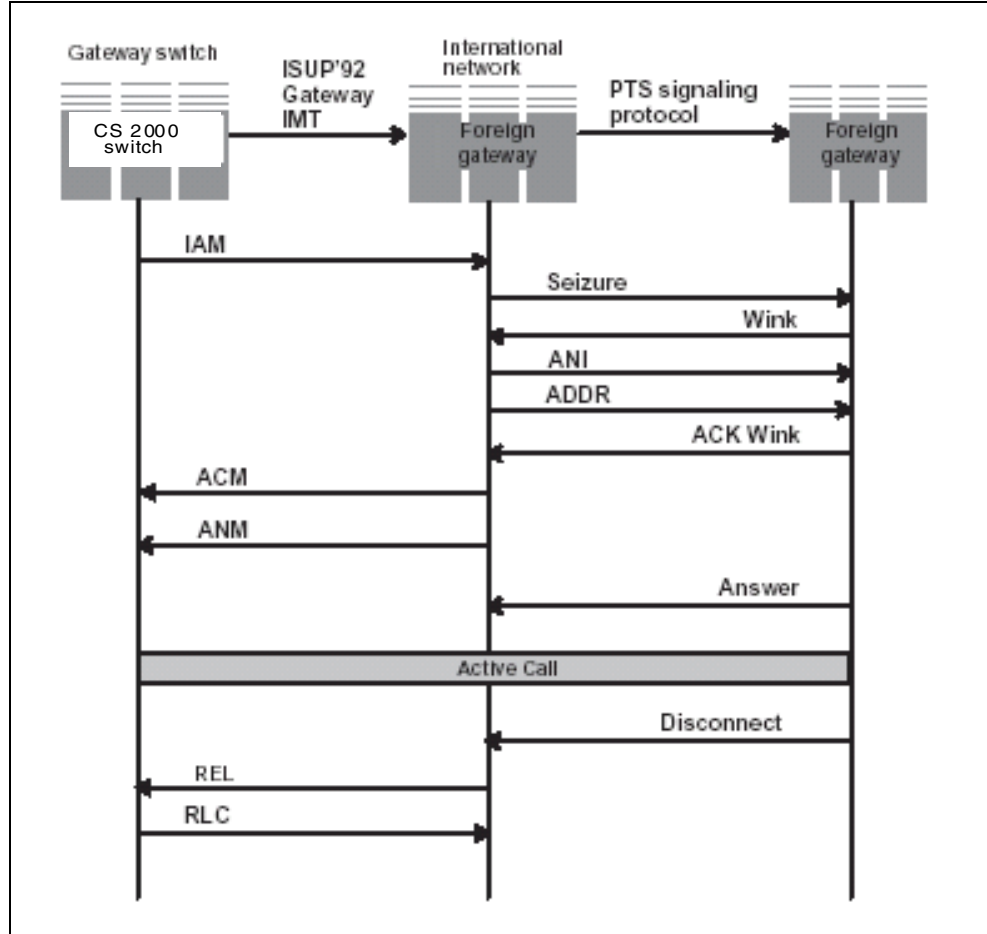 Gateway switch
ISUP'92
Gateway
IMT
International
network
PTS signaling
protocol
CS 2000
switch
Foreign
gateway
Foreign
gateway
IAM
Seizure
Wink
ANI
ADDR
ACK Wink
ACM
ANM
Answer
Active Call
Disconnect
REL
RLC